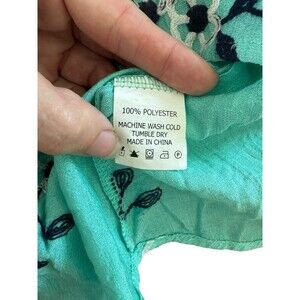 100% POLYESTER
MACHINE WASH COLD
TUMBLE DRY
MADE IN CHINA